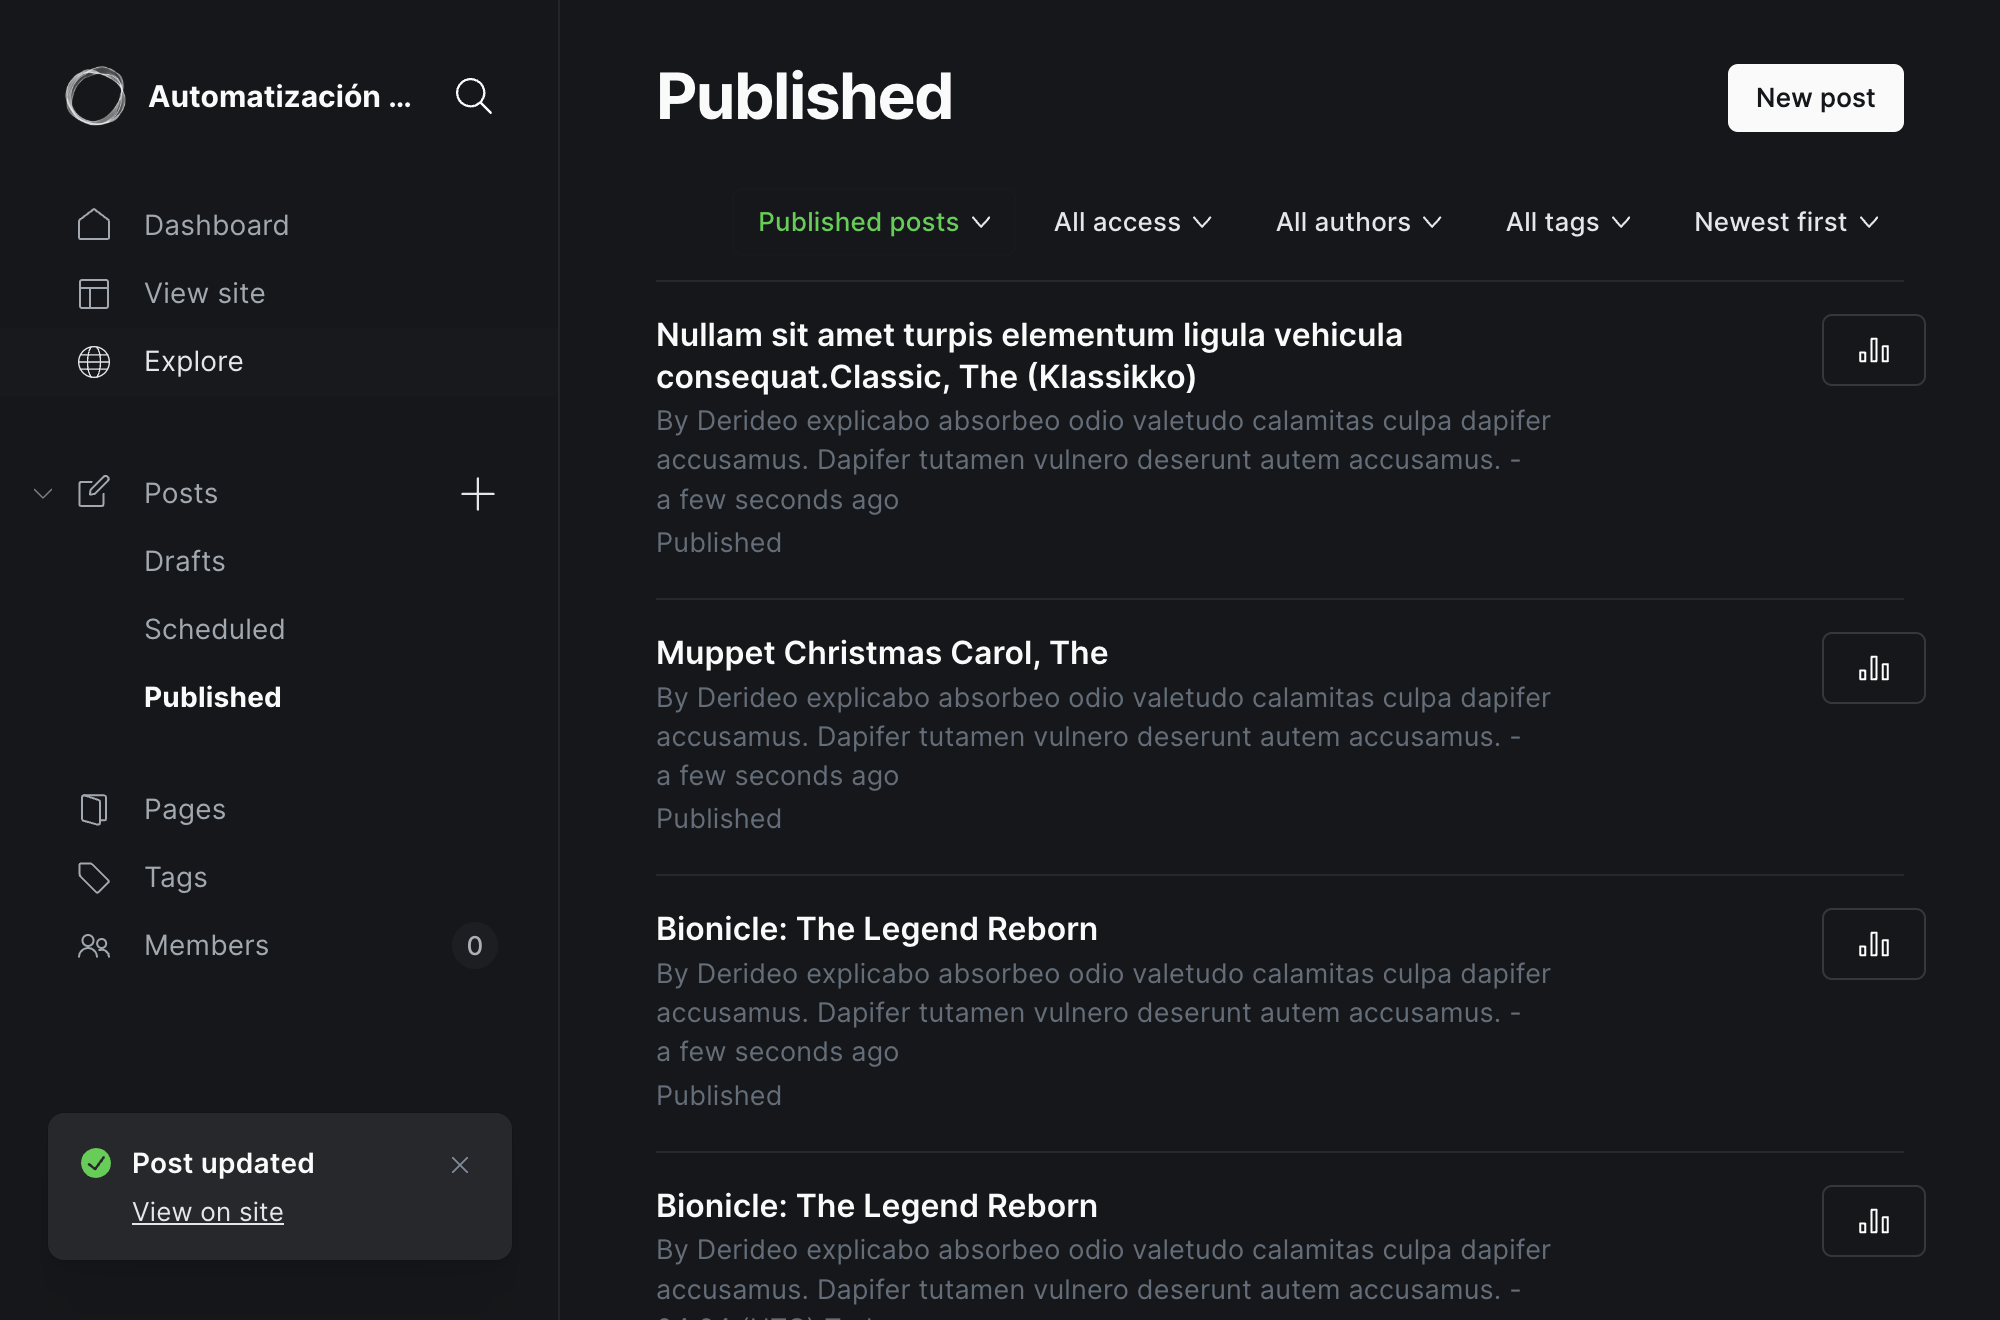 Automatización ...
Dashboard
View site
Explore
Posts
Drafts
Scheduled
Published
Pages
Tags
Members 0
Post updated
View on site
Published
New post
Published posts All access All authors All tags Newest first
Nullam sit amet turpis elementum ligula vehicula
consequat.Classic, The (Klassikko)
By Derideo explicabo absorbeo odio valetudo calamitas culpa dapifer
accusamus. Dapifer tutamen vulnero deserunt autem accusamus. -
a few seconds ago
Published
Muppet Christmas Carol, The
By Derideo explicabo absorbeo odio valetudo calamitas culpa dapifer
accusamus. Dapifer tutamen vulnero deserunt autem accusamus. -
a few seconds ago
Published
Bionicle: The Legend Reborn
By Derideo explicabo absorbeo odio valetudo calamitas culpa dapifer
accusamus. Dapifer tutamen vulnero deserunt autem accusamus. -
a few seconds ago
Published
Bionicle: The Legend Reborn
By Derideo explicabo absorbeo odio valetudo calamitas culpa dapifer
accusamus. Dapifer tutamen vulnero deserunt autem accusamus. -